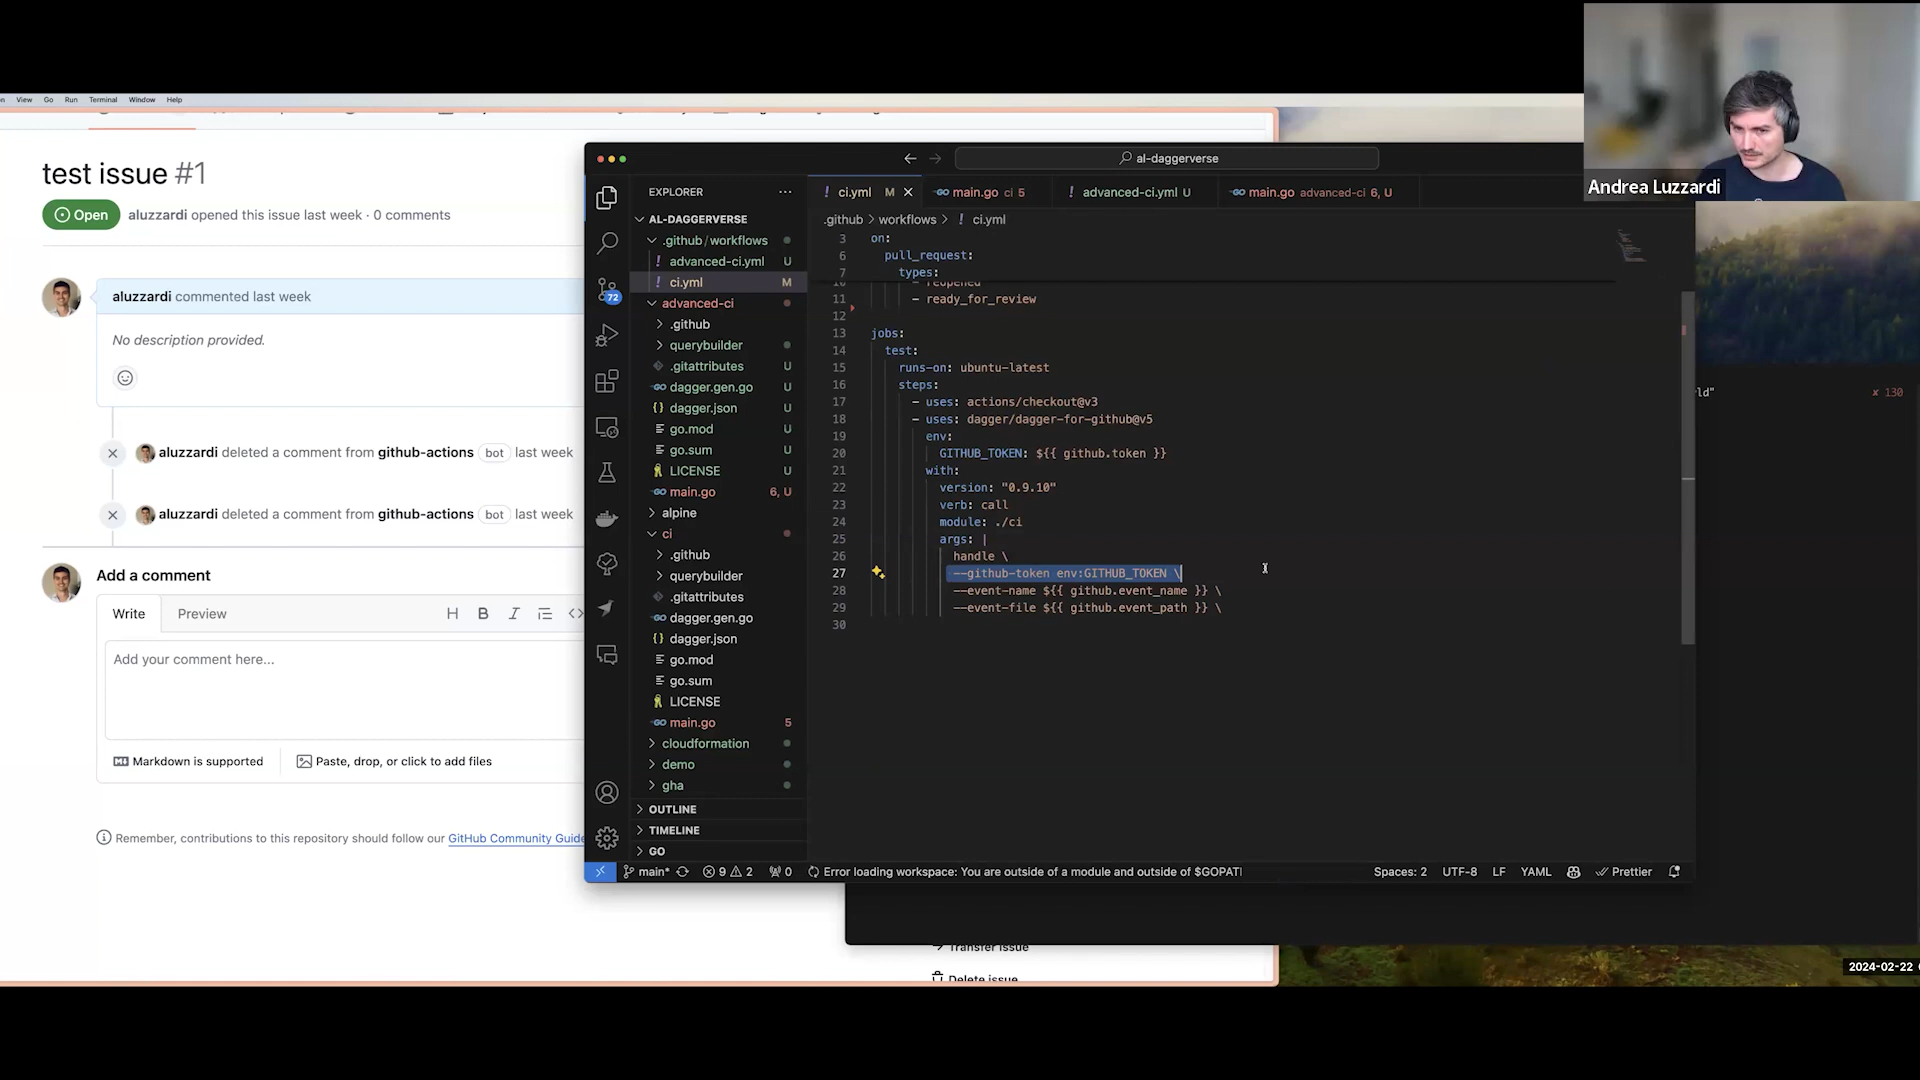 View Go Run Terminal Window Help
test issue #1
Open aluzzardi opened this issue last week · 0 comments
aluzzardi commented last week
No description provided.
aluzzardi deleted a comment from github-actions bot last week
aluzzardi deleted a comment from github-actions bot last week
Add a comment
Write Preview
H B I <>
Add your comment here...
Markdown is supported Paste, drop, or click to add files
Remember, contributions to this repository should follow our GitHub Community Guide
Transfer issue
Delete issue
al-daggerverse
EXPLORER ...
AL-DAGGERVERSE
.github/workflows
advanced-ci.yml U
ci.yml M
advanced-ci
.github
querybuilder
.gitattributes U
dagger.gen.go U
dagger.json U
go.mod U
go.sum U
LICENSE U
main.go 6, U
alpine
ci
.github
querybuilder
.gitattributes
dagger.gen.go
dagger.json
go.mod
go.sum
LICENSE
main.go 5
cloudformation
demo
gha
OUTLINE
TIMELINE
GO
72
! ci.yml M main.go ci 5 ! advanced-ci.yml U main.go advanced-ci 6, U
.github > workflows > ! ci.yml
3 on:
6 pull_request:
7 types:
10 - reopened
11 - ready_for_review
12
13 jobs:
14 test:
15 runs-on: ubuntu-latest
16 steps:
17 - uses: actions/checkout@v3
18 - uses: dagger/dagger-for-github@v5
19 env:
20 GITHUB_TOKEN: ${{ github.token }}
21 with:
22 version: "0.9.10"
23 verb: call
24 module: ./ci
25 args: |
26 handle \
27 --github-token env:GITHUB_TOKEN \
28 --event-name ${{ github.event_name }} \
29 --event-file ${{ github.event_path }} \
30
main* 9 2 0 Error loading workspace: You are outside of a module and outside of $GOPATH
Spaces: 2 UTF-8 LF YAML Prettier
Andrea Luzzardi
ld" x 130
2024-02-22